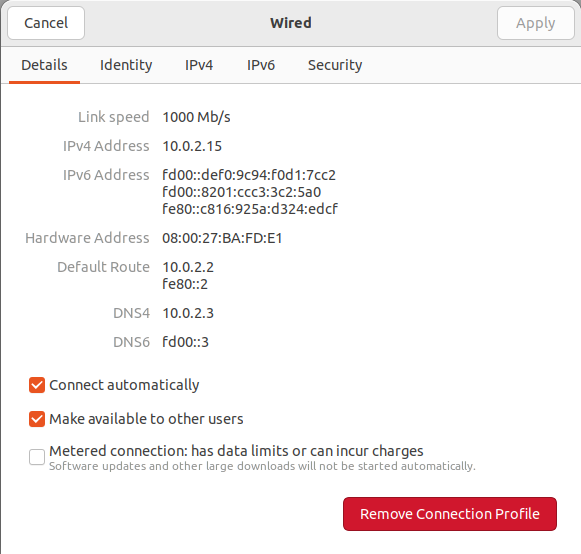 Cancel
Wired
Apply
Details
Identity
IPv4
IPv6
Security
Link speed 1000 Mb/s
IPv4 Address 10.0.2.15
IPv6 Address fd00::def0:9c94:f0d1:7cc2
fd00::8201:ccc3:3c2:5a0
fe80::c816:925a:d324:edcf
Hardware Address 08:00:27:BA:FD:E1
Default Route 10.0.2.2
fe80::2
DNS4 10.0.2.3
DNS6 fd00::3
Connect automatically
Make available to other users
Metered connection: has data limits or can incur charges
Software updates and other large downloads will not be started automatically.
Remove Connection Profile